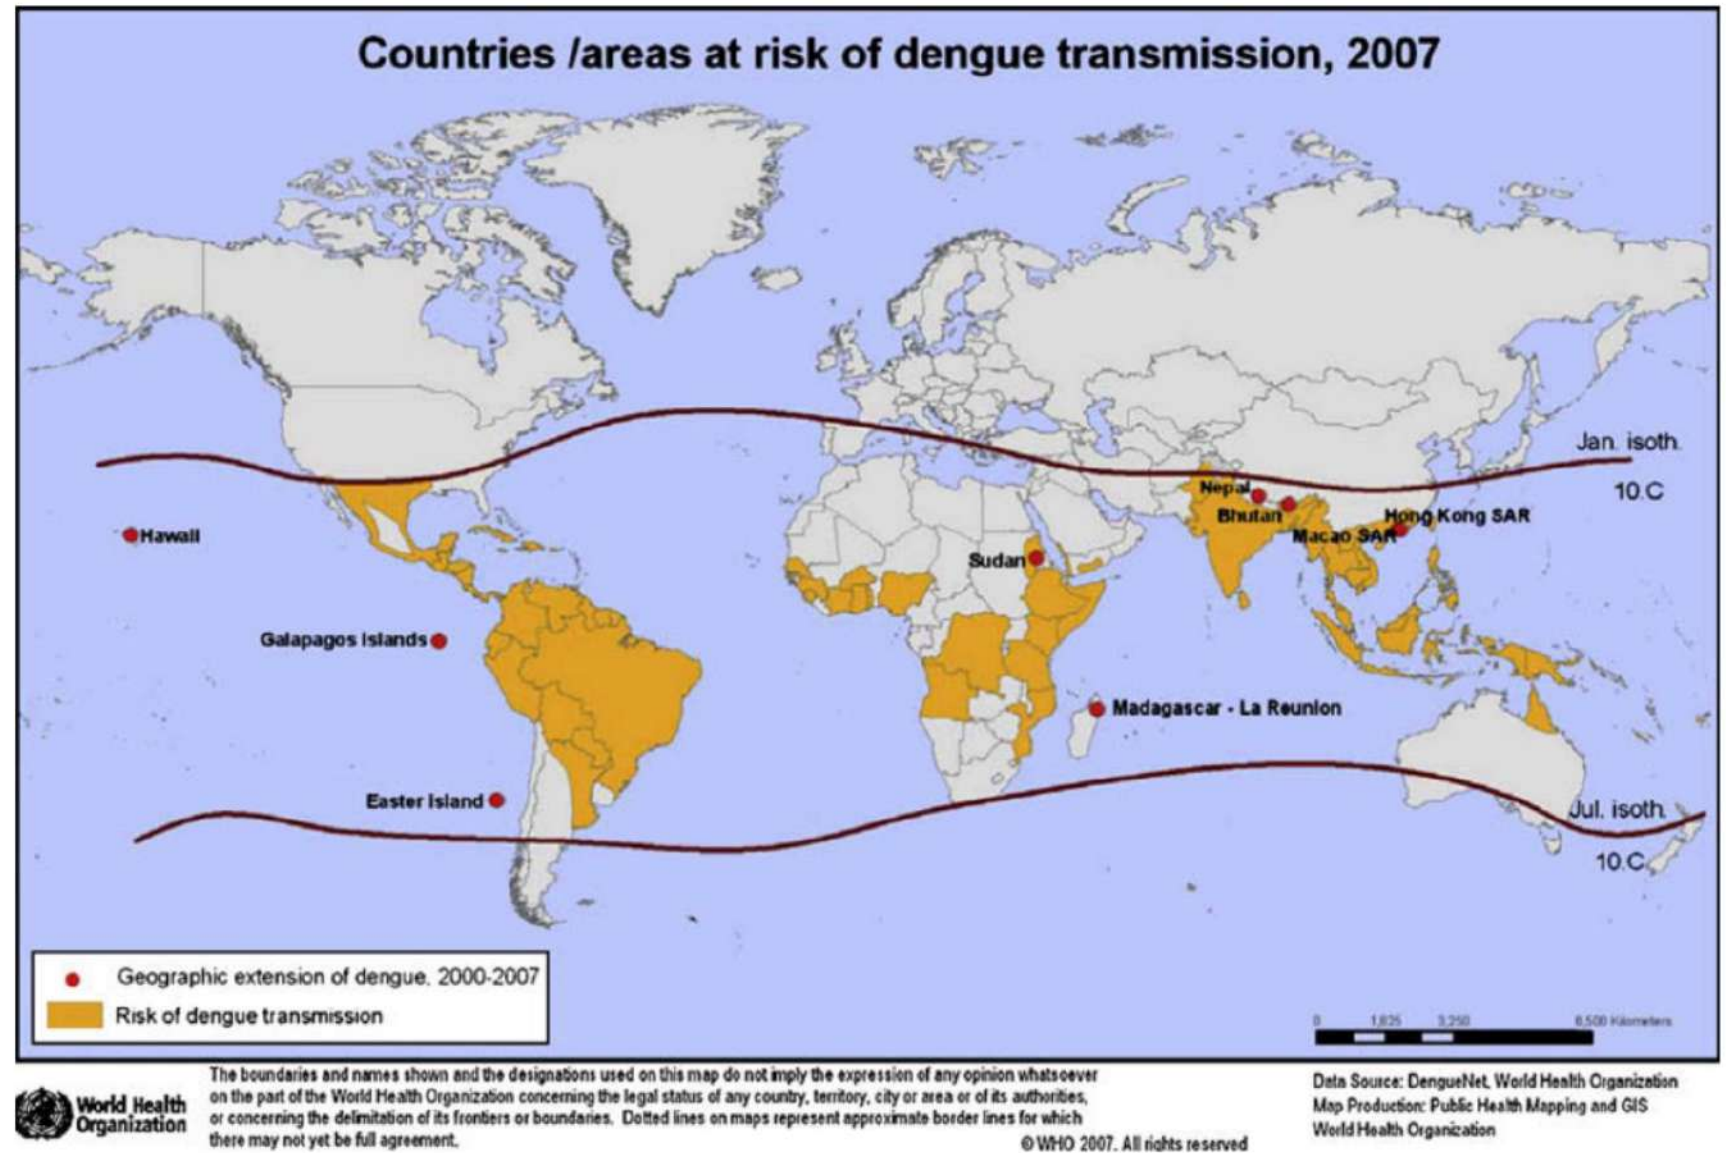 Countries /areas at risk of dengue transmission, 2007
Jan. isoth.
10.C
Nepal
Bhutan
Hong Kong SAR
Macao SAR
Hawaii
Sudan
Galapagos Islands
Madagascar - La Reunion
Easter Island
Jul. isoth.
10.C
Geographic extension of dengue, 2000-2007
Risk of dengue transmission
0 1,625 3,250 6,500 Kilometers
World Health
Organization
The boundaries and names shown and the designations used on this map do not imply the expression of any opinion whatsoever
on the part of the World Health Organization concerning the legal status of any country, territory, city or area or of its authorities,
or concerning the delimitation of its frontiers or boundaries. Dotted lines on maps represent approximate border lines for which
there may not yet be full agreement.
© WHO 2007. All rights reserved
Data Source: DengueNet, World Health Organization
Map Production: Public Health Mapping and GIS
World Health Organization